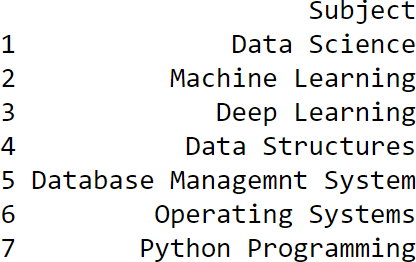 Subject
1 Data Science
2 Machine Learning
3 Deep Learning
4 Data Structures
5 Database Managemnt System
6 Operating Systems
7 Python Programming